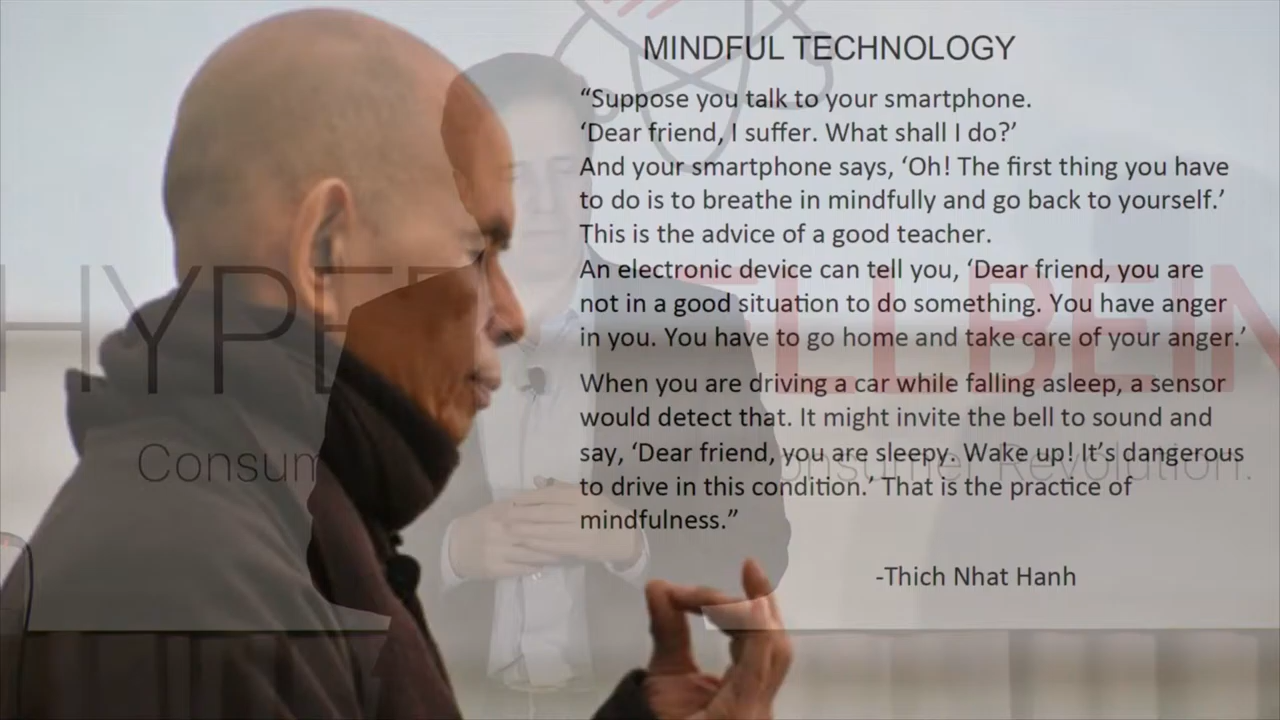 MINDFUL TECHNOLOGY
“Suppose you talk to your smartphone.
‘Dear friend, I suffer. What shall I do?’
And your smartphone says, ‘Oh! The first thing you have
to do is to breathe in mindfully and go back to yourself.’
This is the advice of a good teacher.
An electronic device can tell you, ‘Dear friend, you are
not in a good situation to do something. You have anger
in you. You have to go home and take care of your anger.’
When you are driving a car while falling asleep, a sensor
would detect that. It might invite the bell to sound and
say, ‘Dear friend, you are sleepy. Wake up! It’s dangerous
to drive in this condition.’ That is the practice of
mindfulness.”
-Thich Nhat Hanh
HYPE LLBEIN
Consum onsumer Revolution.